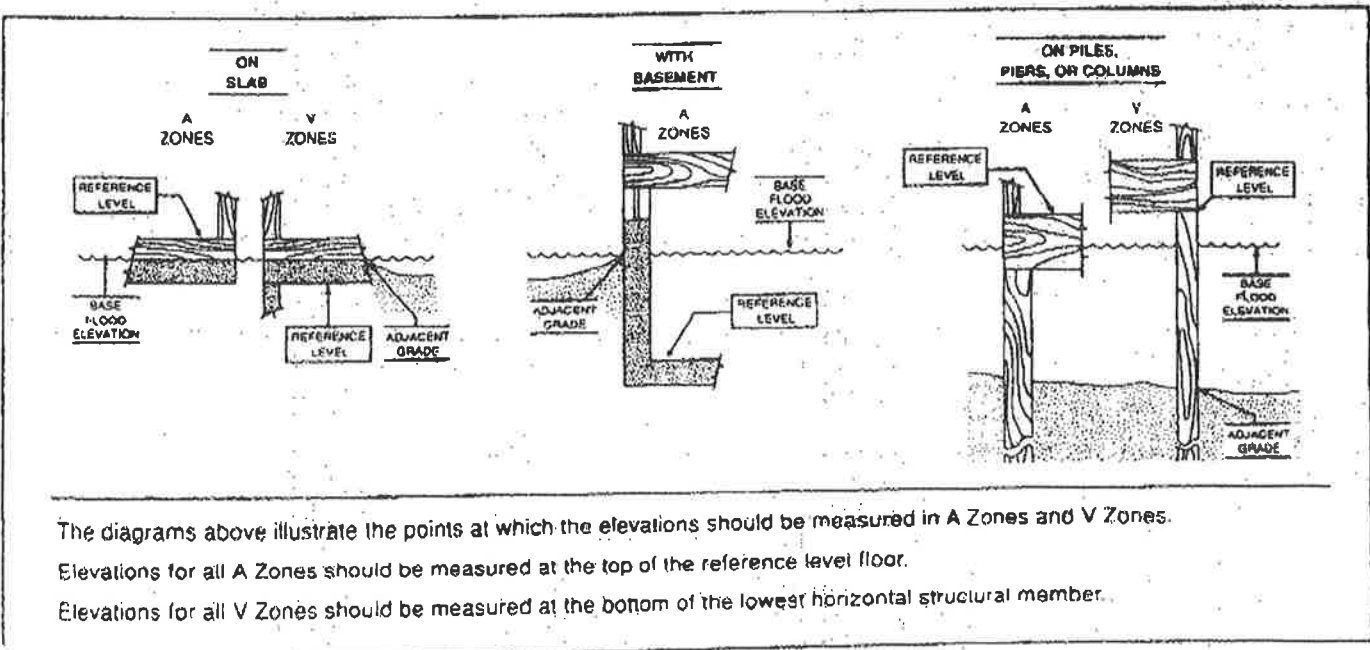 ON
SLAB
A
ZONES
V
ZONES
REFERENCE
LEVEL
BASE
FLOOD
ELEVATION
REFERENCE
LEVEL
ADJACENT
GRADE
WITH
BASEMENT
A
ZONES
BASE
FLOOD
ELEVATION
ADJACENT
GRADE
REFERENCE
LEVEL
ON PILES,
PIERS, OR COLUMNS
A
ZONES
V
ZONES
REFERENCE
LEVEL
REFERENCE
LEVEL
BASE
FLOOD
ELEVATION
ADJACENT
GRADE
The diagrams above illustrate the points at which the elevations should be measured in A Zones and V Zones.
Elevations for all A Zones should be measured at the top of the reference level floor.
Elevations for all V Zones should be measured at the bottom of the lowest horizontal structural member.